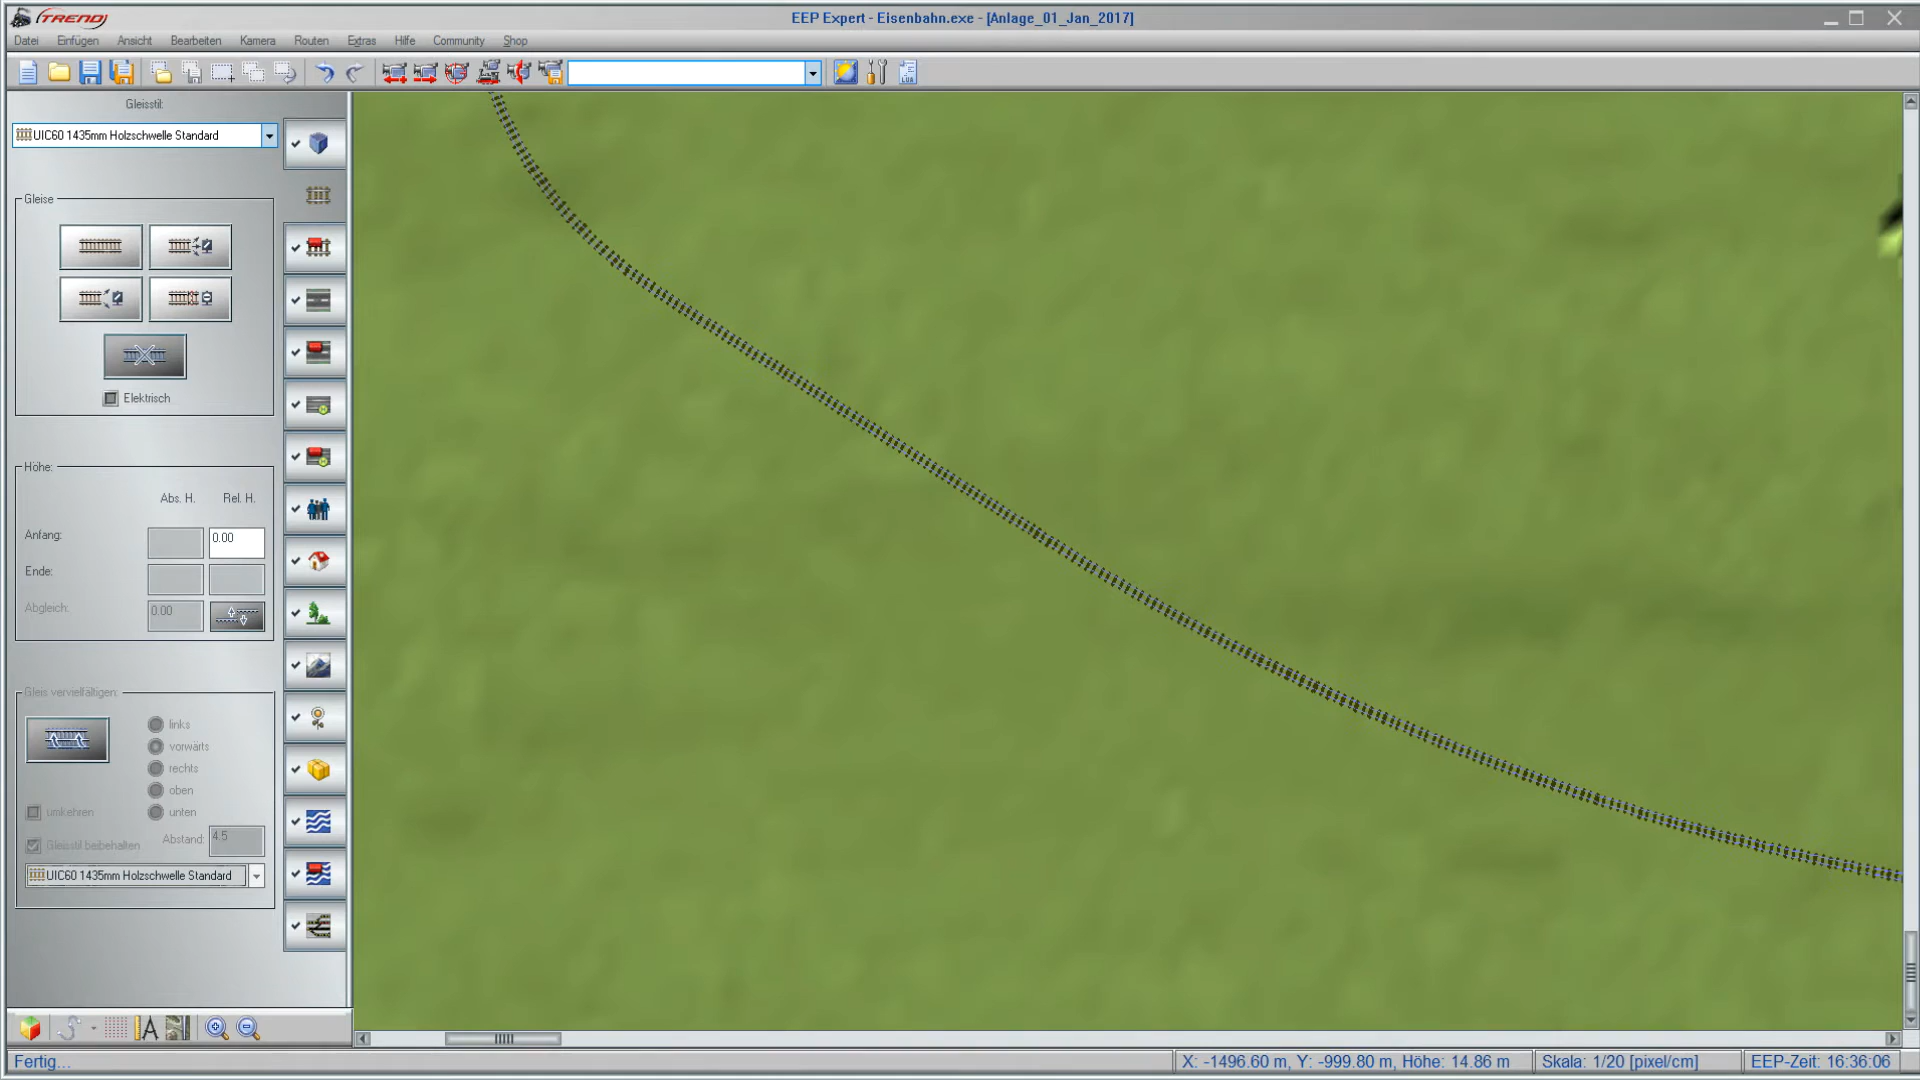 TREND
EEP Expert - Eisenbahn.exe - [Anlage_01_Jan_2017]
Datei Einfügen Ansicht Bearbeiten Kamera Routen Extras Hilfe Community Shop
LUA
Gleisstil:
UIC60 1435mm Holzschwelle Standard
Gleise
Elektrisch
Höhe:
Abs. H. Rel. H.
Anfang: 0.00
Ende:
Abgleich: 0.00
Gleis vervielfältigen:
links
vorwärts
rechts
oben
umkehren unten
Gleisstil beibehalten Abstand: 4.5
UIC60 1435mm Holzschwelle Standard
Fertig... X: -1496.60 m, Y: -999.80 m, Höhe: 14.86 m Skala: 1/20 [pixel/cm] EEP-Zeit: 16:36:06